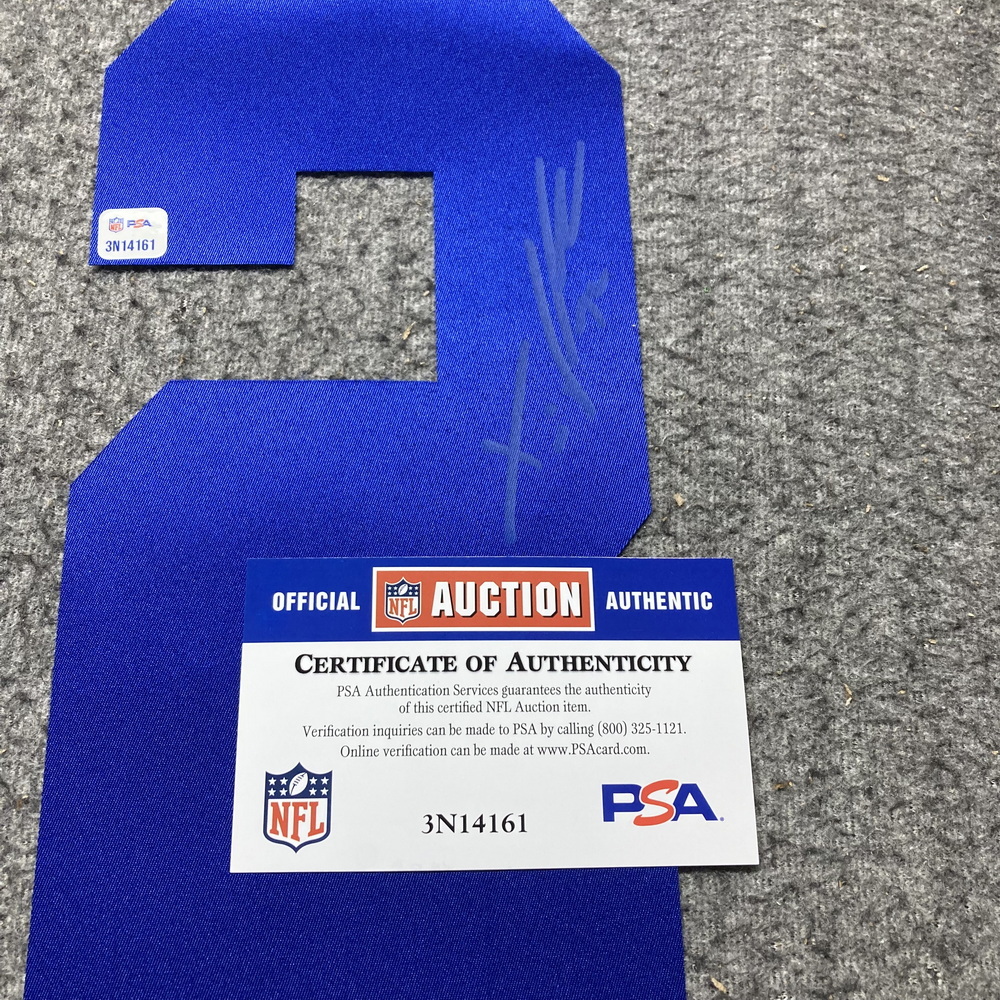 NFL PSA
3N14161
OFFICIAL NFL AUCTION AUTHENTIC
CERTIFICATE OF AUTHENTICITY
PSA Authentication Services guarantees the authenticity
of this certified NFL Auction item.
Verification inquiries can be made to PSA by calling (800) 325-1121.
Online verification can be made at www.PSAcard.com.
NFL
3N14161
PSA